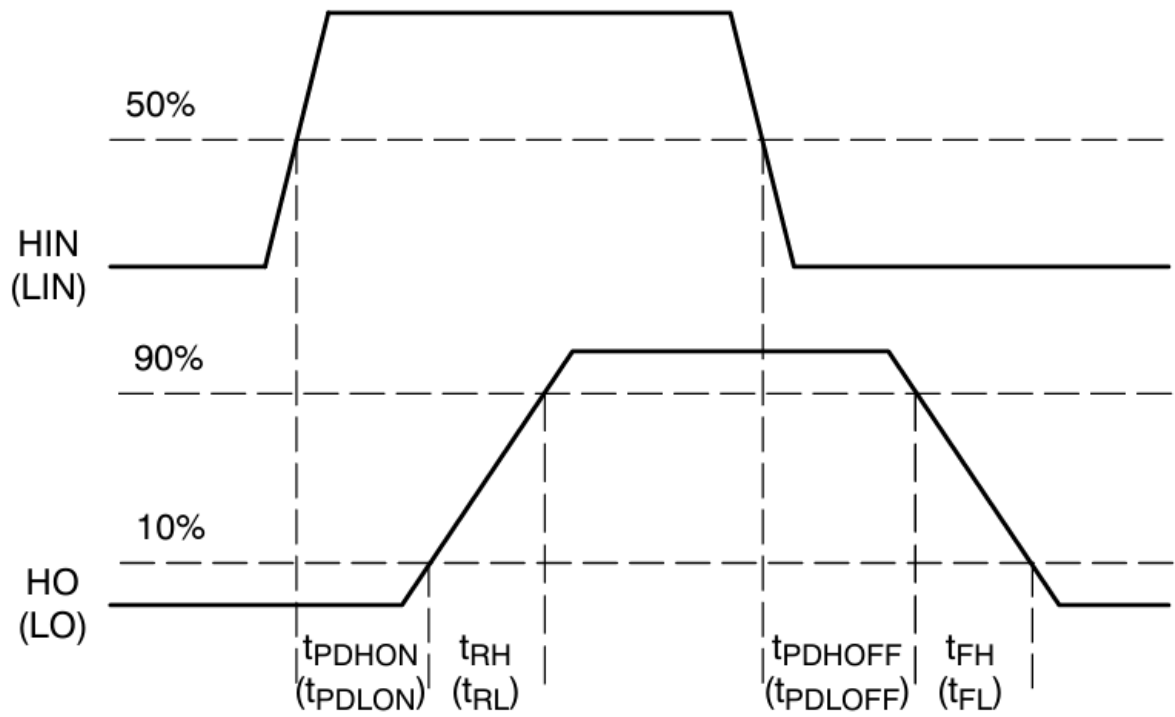 50%
HIN
(LIN)
90%
10%
HO
(LO)
tPDHON
(tPDLON)
tRH
(tRL)
tPDHOFF
(tPDLOFF)
tFH
(tFL)